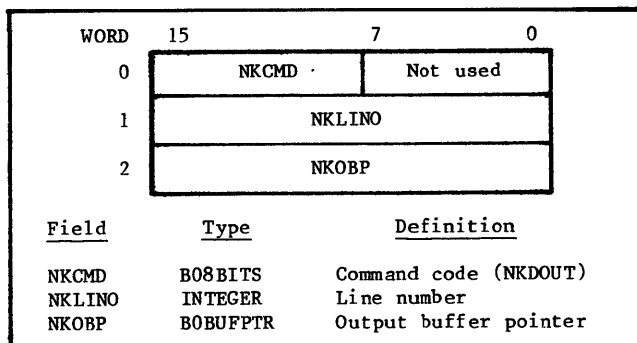 WORD 15 7 0
0 NKCMD Not used
1 NKLINO
2 NKOBP
Field Type Definition
NKCMD B08BITS Command code (NKDOUT)
NKLINO INTEGER Line number
NKOBP B0BUFPTR Output buffer pointer